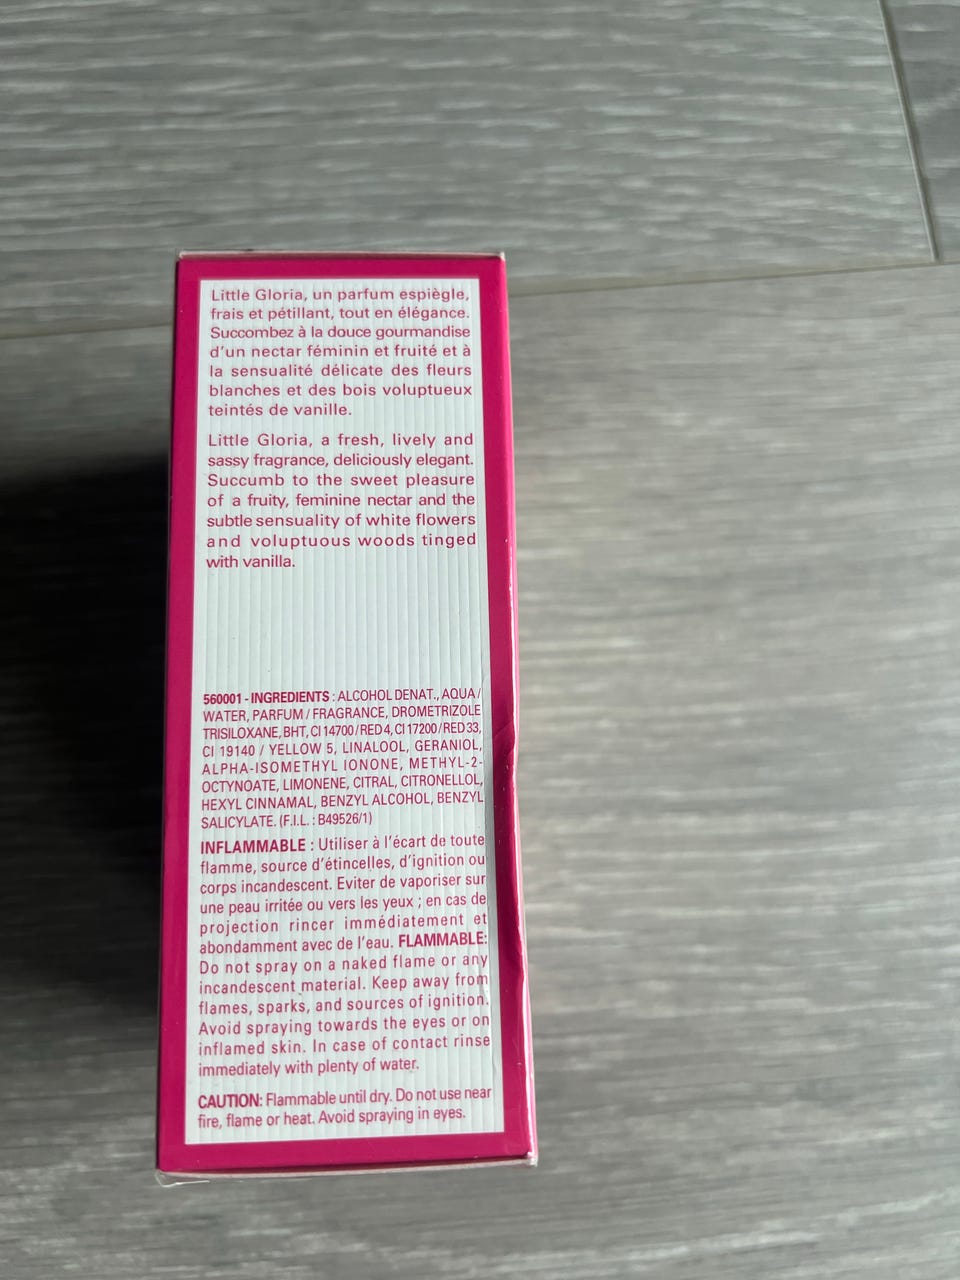 Little Gloria, un parfum espiègle,
frais et pétillant, tout en élégance.
Succombez à la douce gourmandise
d'un nectar féminin et fruité et à
la sensualité délicate des fleurs
blanches et des bois voluptueux
teintés de vanille.
Little Gloria, a fresh, lively and
sassy fragrance, deliciously elegant.
Succumb to the sweet pleasure
of a fruity, feminine nectar and the
subtle sensuality of white flowers
and voluptuous woods tinged
with vanilla.
560001 - INGREDIENTS : ALCOHOL DENAT., AQUA /
WATER, PARFUM / FRAGRANCE, DROMETRIZOLE
TRISILOXANE, BHT, CI 14700 / RED 4, CI 17200 / RED 33,
CI 19140 / YELLOW 5, LINALOOL, GERANIOL,
ALPHA-ISOMETHYL IONONE, METHYL-2-
OCTYNOATE, LIMONENE, CITRAL, CITRONELLOL,
HEXYL CINNAMAL, BENZYL ALCOHOL, BENZYL
SALICYLATE. (F.I.L. : B49526/1)
INFLAMMABLE : Utiliser à l'écart de toute
flamme, source d'étincelles, d'ignition ou
corps incandescent. Eviter de vaporiser sur
une peau irritée ou vers les yeux ; en cas de
projection rincer immédiatement et
abondamment avec de l'eau. FLAMMABLE:
Do not spray on a naked flame or any
incandescent material. Keep away from
flames, sparks, and sources of ignition.
Avoid spraying towards the eyes or on
inflamed skin. In case of contact rinse
immediately with plenty of water.
CAUTION: Flammable until dry. Do not use near
fire, flame or heat. Avoid spraying in eyes.